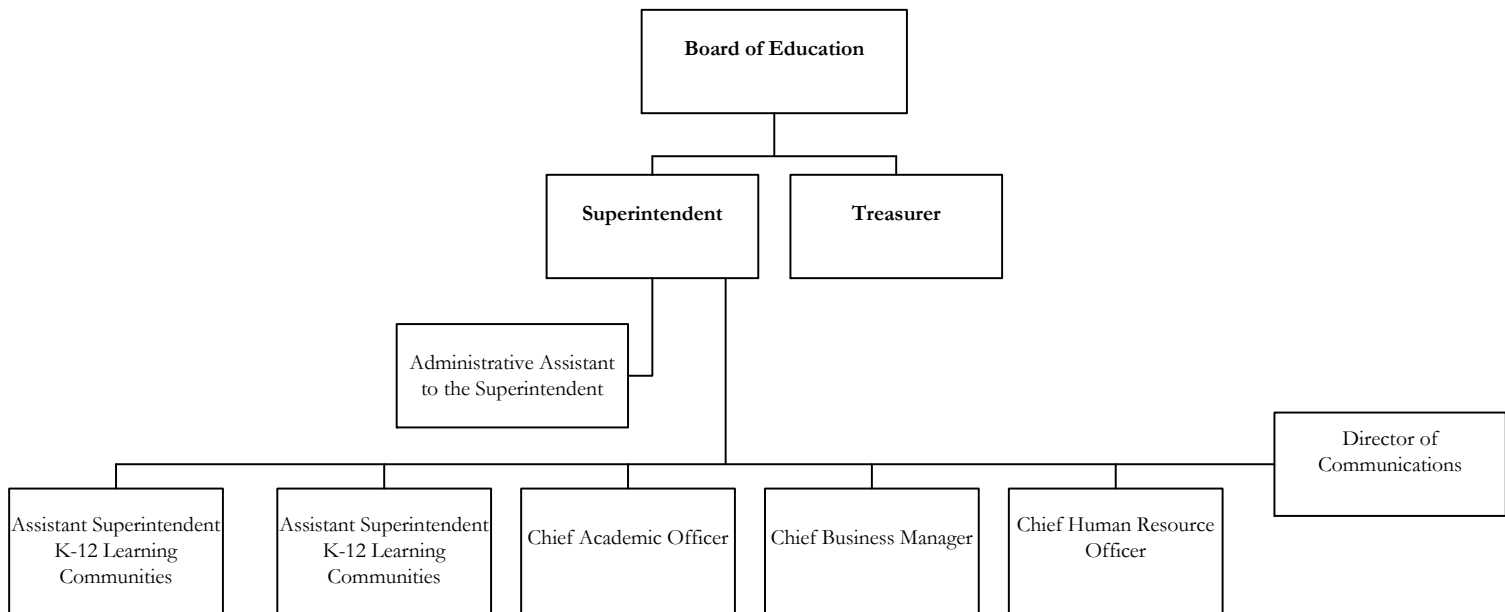 Board of Education
Superintendent
Treasurer
Administrative Assistant
to the Superintendent
Director of
Communications
Assistant Superintendent
K-12 Learning
Communities
Assistant Superintendent
K-12 Learning
Communities
Chief Academic Officer
Chief Business Manager
Chief Human Resource
Officer